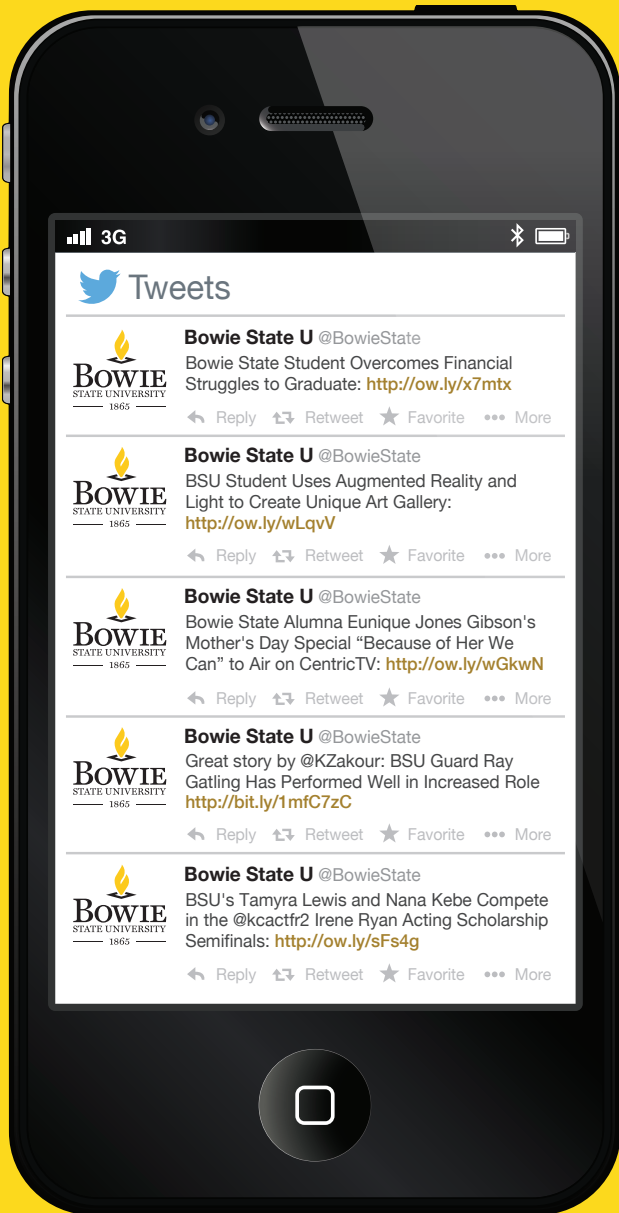 3G
Tweets
Bowie State U @BowieState
BOWIE
STATE UNIVERSITY
1865
Bowie State Student Overcomes Financial
Struggles to Graduate: http://ow.ly/x7mtx
Reply Retweet Favorite More
Bowie State U @BowieState
BOWIE
STATE UNIVERSITY
1865
BSU Student Uses Augmented Reality and
Light to Create Unique Art Gallery:
http://ow.ly/wLqvV
Reply Retweet Favorite More
Bowie State U @BowieState
BOWIE
STATE UNIVERSITY
1865
Bowie State Alumna Eunique Jones Gibson's
Mother's Day Special “Because of Her We
Can” to Air on CentricTV: http://ow.ly/wGkwN
Reply Retweet Favorite More
Bowie State U @BowieState
BOWIE
STATE UNIVERSITY
1865
Great story by @KZakour: BSU Guard Ray
Gatling Has Performed Well in Increased Role
http://bit.ly/1mfC7zC
Reply Retweet Favorite More
Bowie State U @BowieState
BOWIE
STATE UNIVERSITY
1865
BSU's Tamyra Lewis and Nana Kebe Compete
in the @kcactfr2 Irene Ryan Acting Scholarship
Semifinals: http://ow.ly/sFs4g
Reply Retweet Favorite More